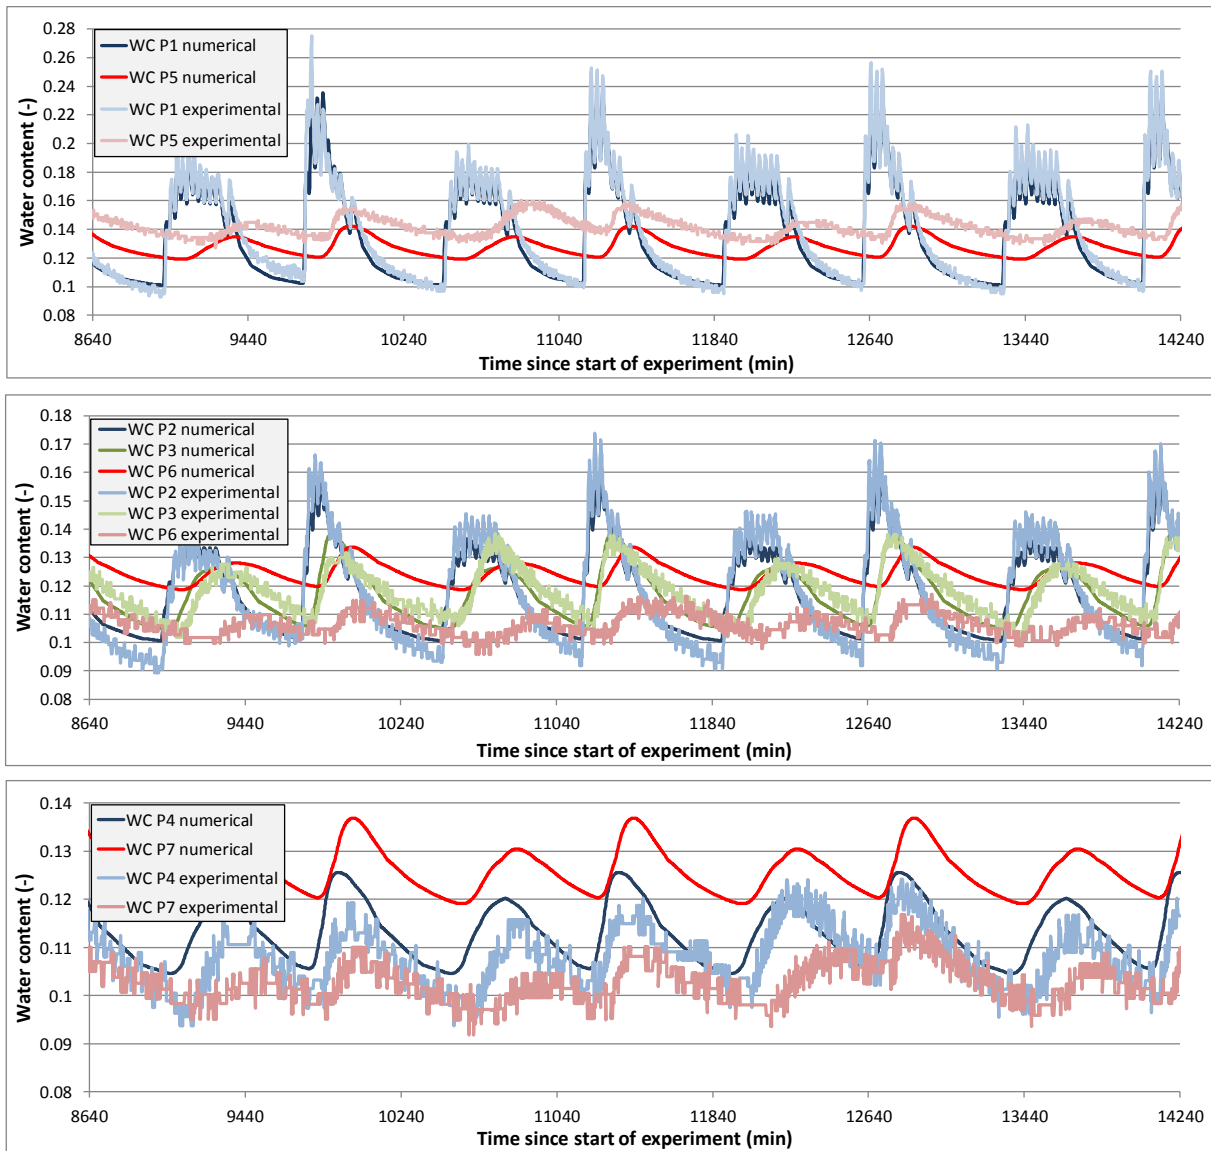 0.28
0.26
0.24
0.22
0.2
0.18
0.16
0.14
0.12
0.1
0.08
Water content (-)
WC P1 numerical
WC P5 numerical
WC P1 experimental
WC P5 experimental
8640 9440 10240 11040 11840 12640 13440 14240
Time since start of experiment (min)
0.18
0.17
0.16
0.15
0.14
0.13
0.12
0.11
0.1
0.09
0.08
Water content (-)
WC P2 numerical
WC P3 numerical
WC P6 numerical
WC P2 experimental
WC P3 experimental
WC P6 experimental
8640 9440 10240 11040 11840 12640 13440 14240
Time since start of experiment (min)
0.14
0.13
0.12
0.11
0.1
0.09
0.08
Water content (-)
WC P4 numerical
WC P7 numerical
WC P4 experimental
WC P7 experimental
8640 9440 10240 11040 11840 12640 13440 14240
Time since start of experiment (min)